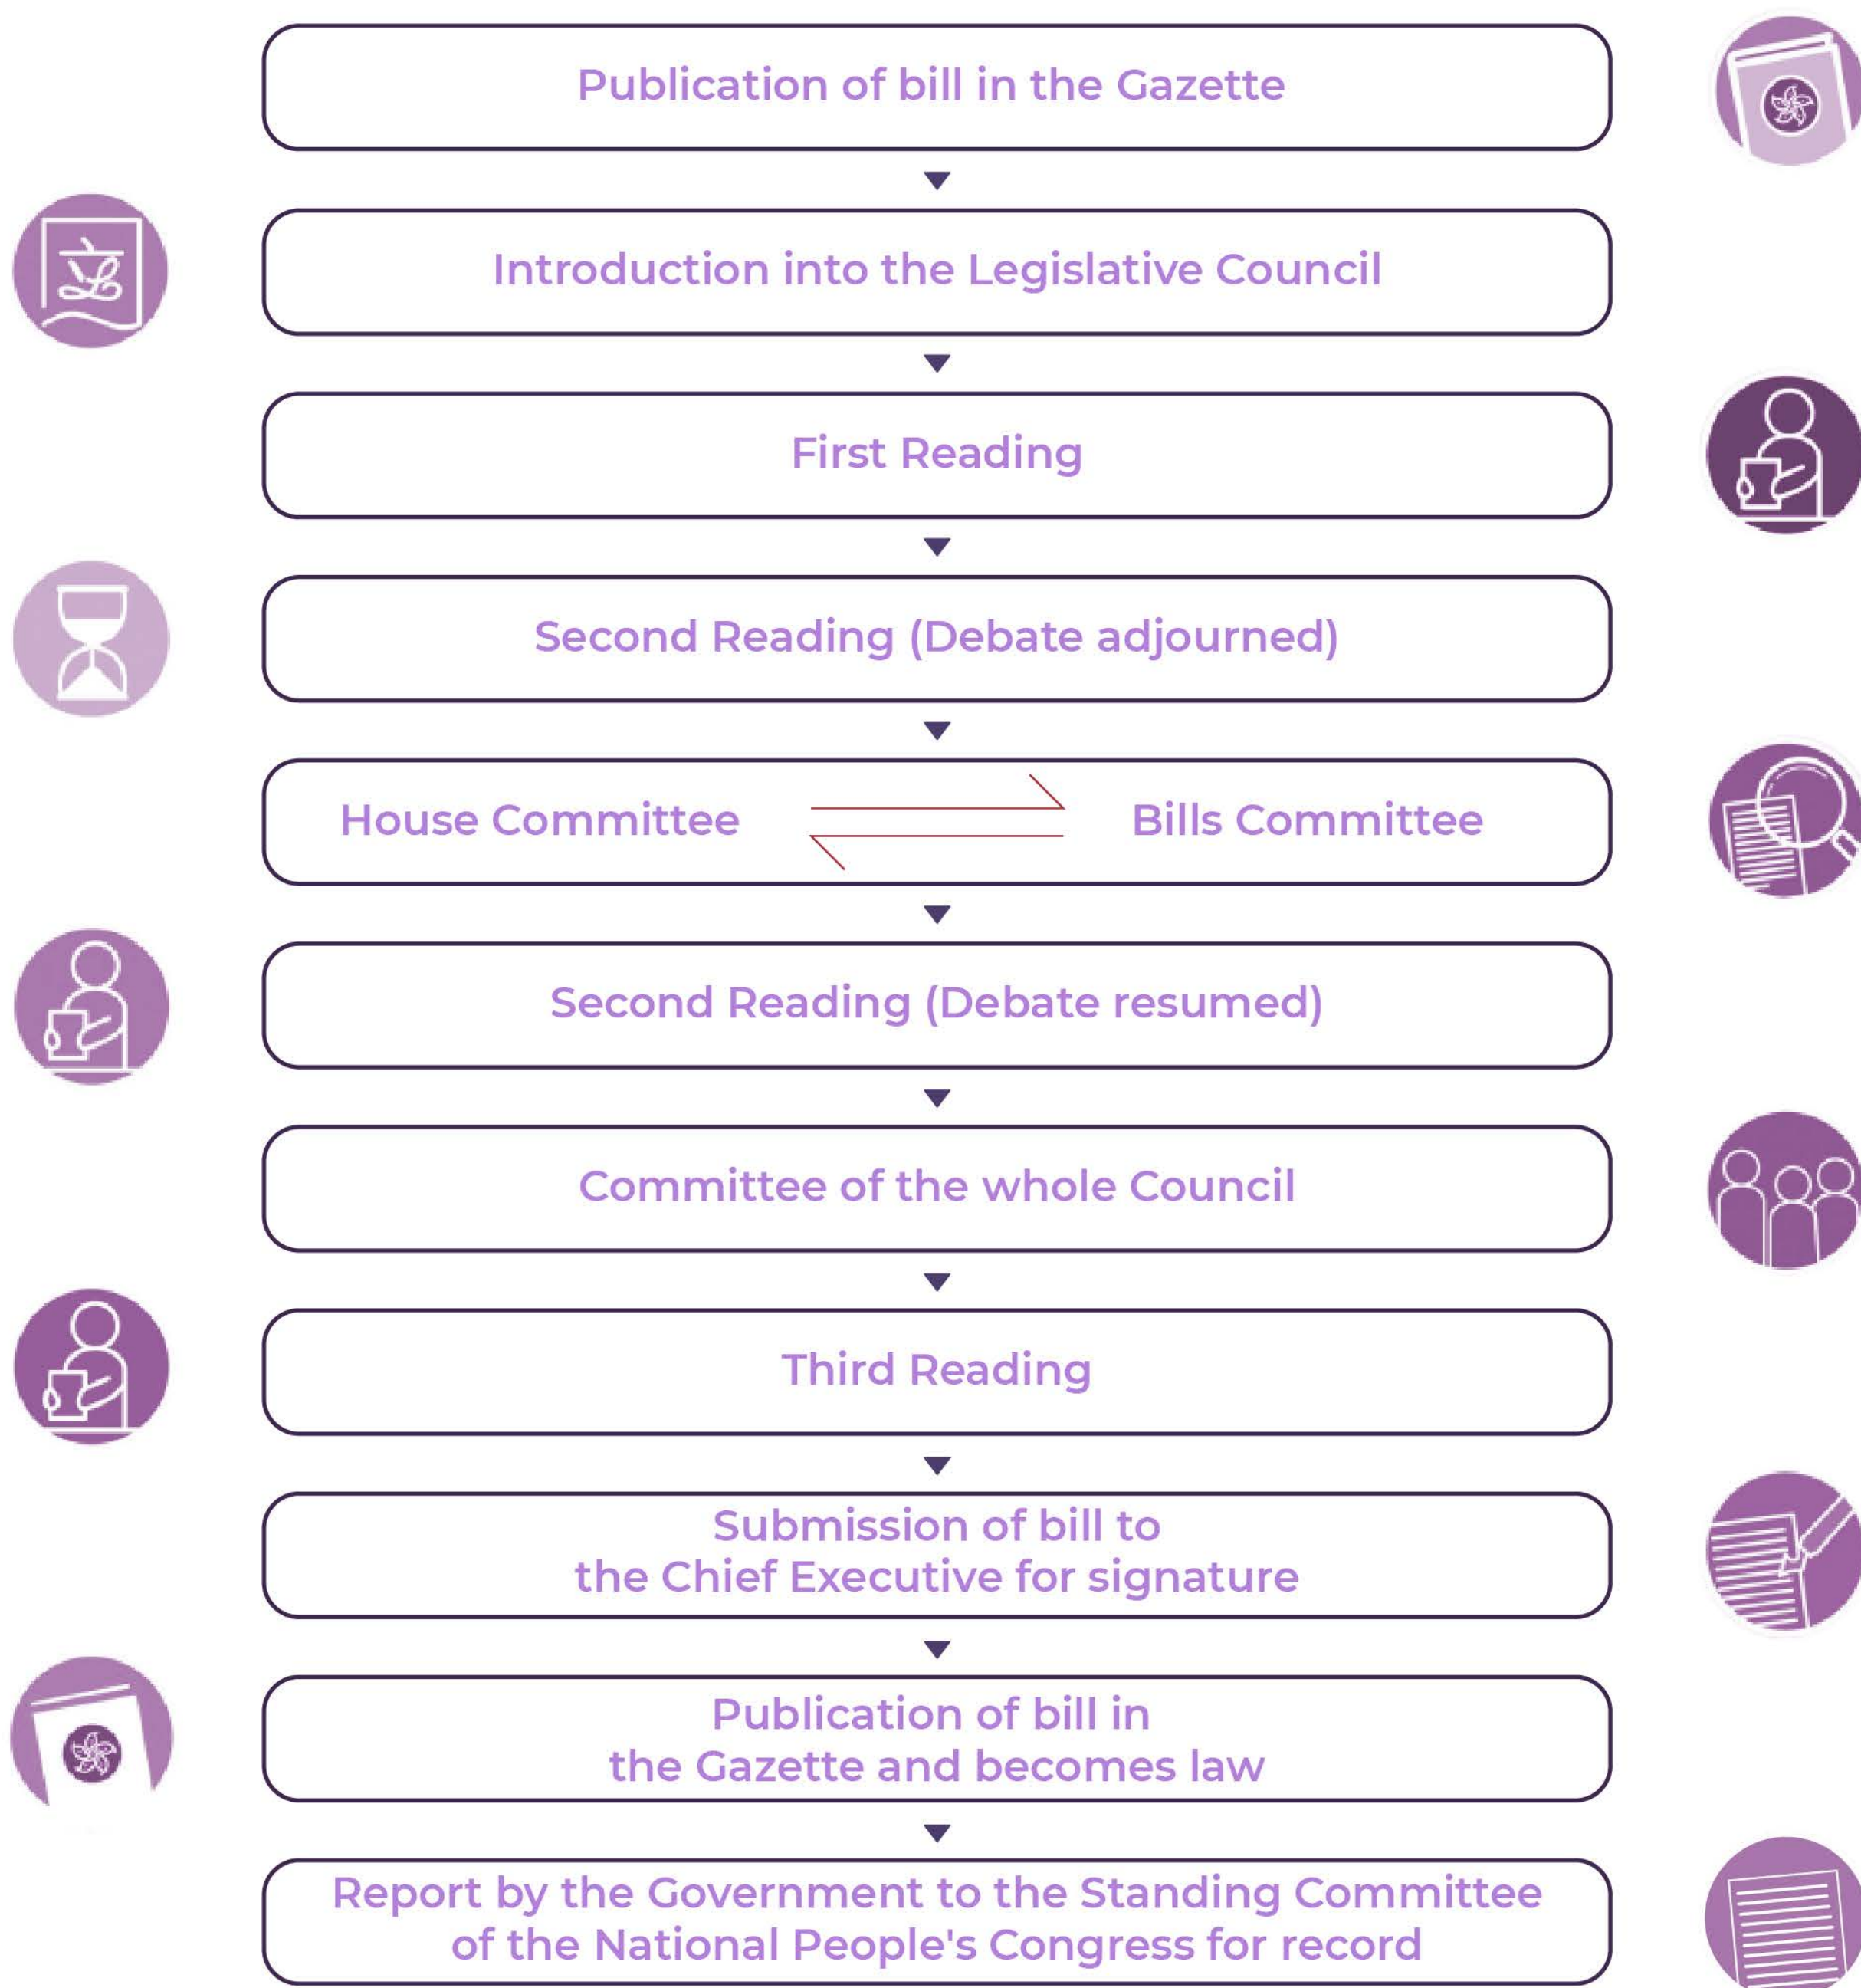 Publication of bill in the Gazette
Introduction into the Legislative Council
立
First Reading
Second Reading (Debate adjourned)
House Committee Bills Committee
Second Reading (Debate resumed)
Committee of the whole Council
Third Reading
Submission of bill to
the Chief Executive for signature
Publication of bill in
the Gazette and becomes law
Report by the Government to the Standing Committee
of the National People's Congress for record